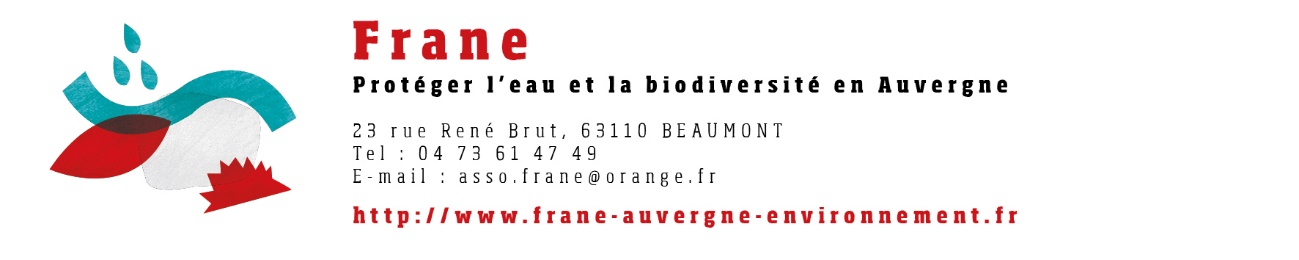 Frane
Protéger l'eau et la biodiversité en Auvergne
23 rue René Brut, 63110 BEAUMONT
Tel : 04 73 61 47 49
E-mail : asso.frane@orange.fr
http://www.frane-auvergne-environnement.fr